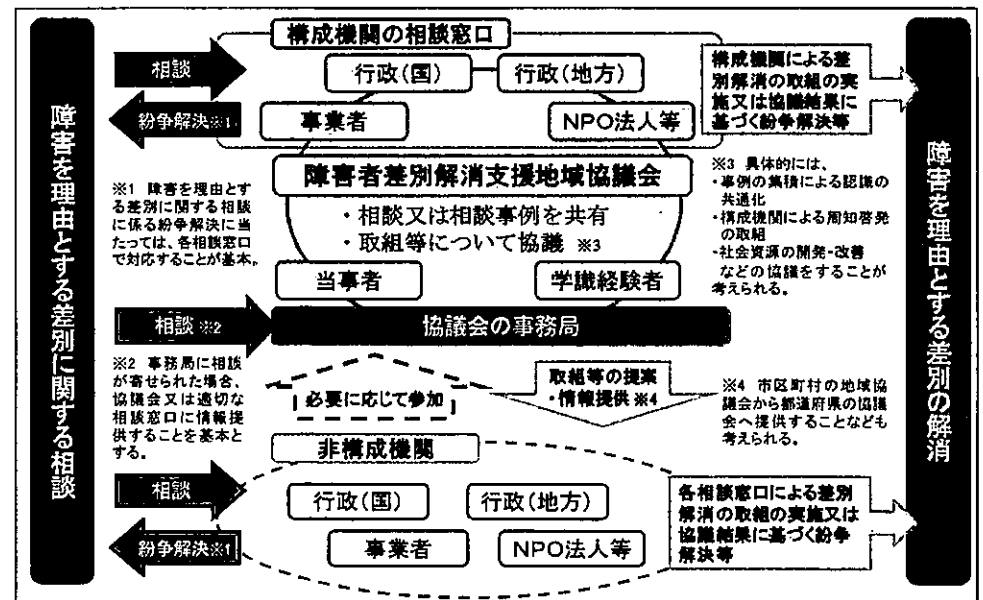 障害を理由とする差別に関する相談
構成機関の相談窓口
相談
行政(国)
行政(地方)
紛争解決※1
事業者
NPO法人等
構成機関による差
別解消の取組の実
施又は協議結果に
基づく紛争解決等
障害者差別解消支援地域協議会
・相談又は相談事例を共有
・取組等について協議 ※3
※1 障害を理由とす
る差別に関する相談
に係る紛争解決に当
たっては、各相談窓口
で対応することが基本。
※3 具体的には、
・事例の集積による認識の
共通化
・構成機関による周知啓発
の取組
・社会資源の開発・改善
などの協議をすることが
考えられる。
当事者
学識経験者
相談※2
協議会の事務局
※2 事務局に相談
が寄せられた場合、
協議会又は適切な
相談窓口に情報提
供することを基本と
する。
必要に応じて参加
取組等の提案
・情報提供※4
※4 市区町村の地域協
議会から都道府県の協議
会へ提供することなども
考えられる。
非構成機関
相談
行政(国)
行政(地方)
紛争解決※1
事業者
NPO法人等
各相談窓口による差別
解消の取組の実施又は
協議結果に基づく紛争
解決等
障害を理由とする差別の解消